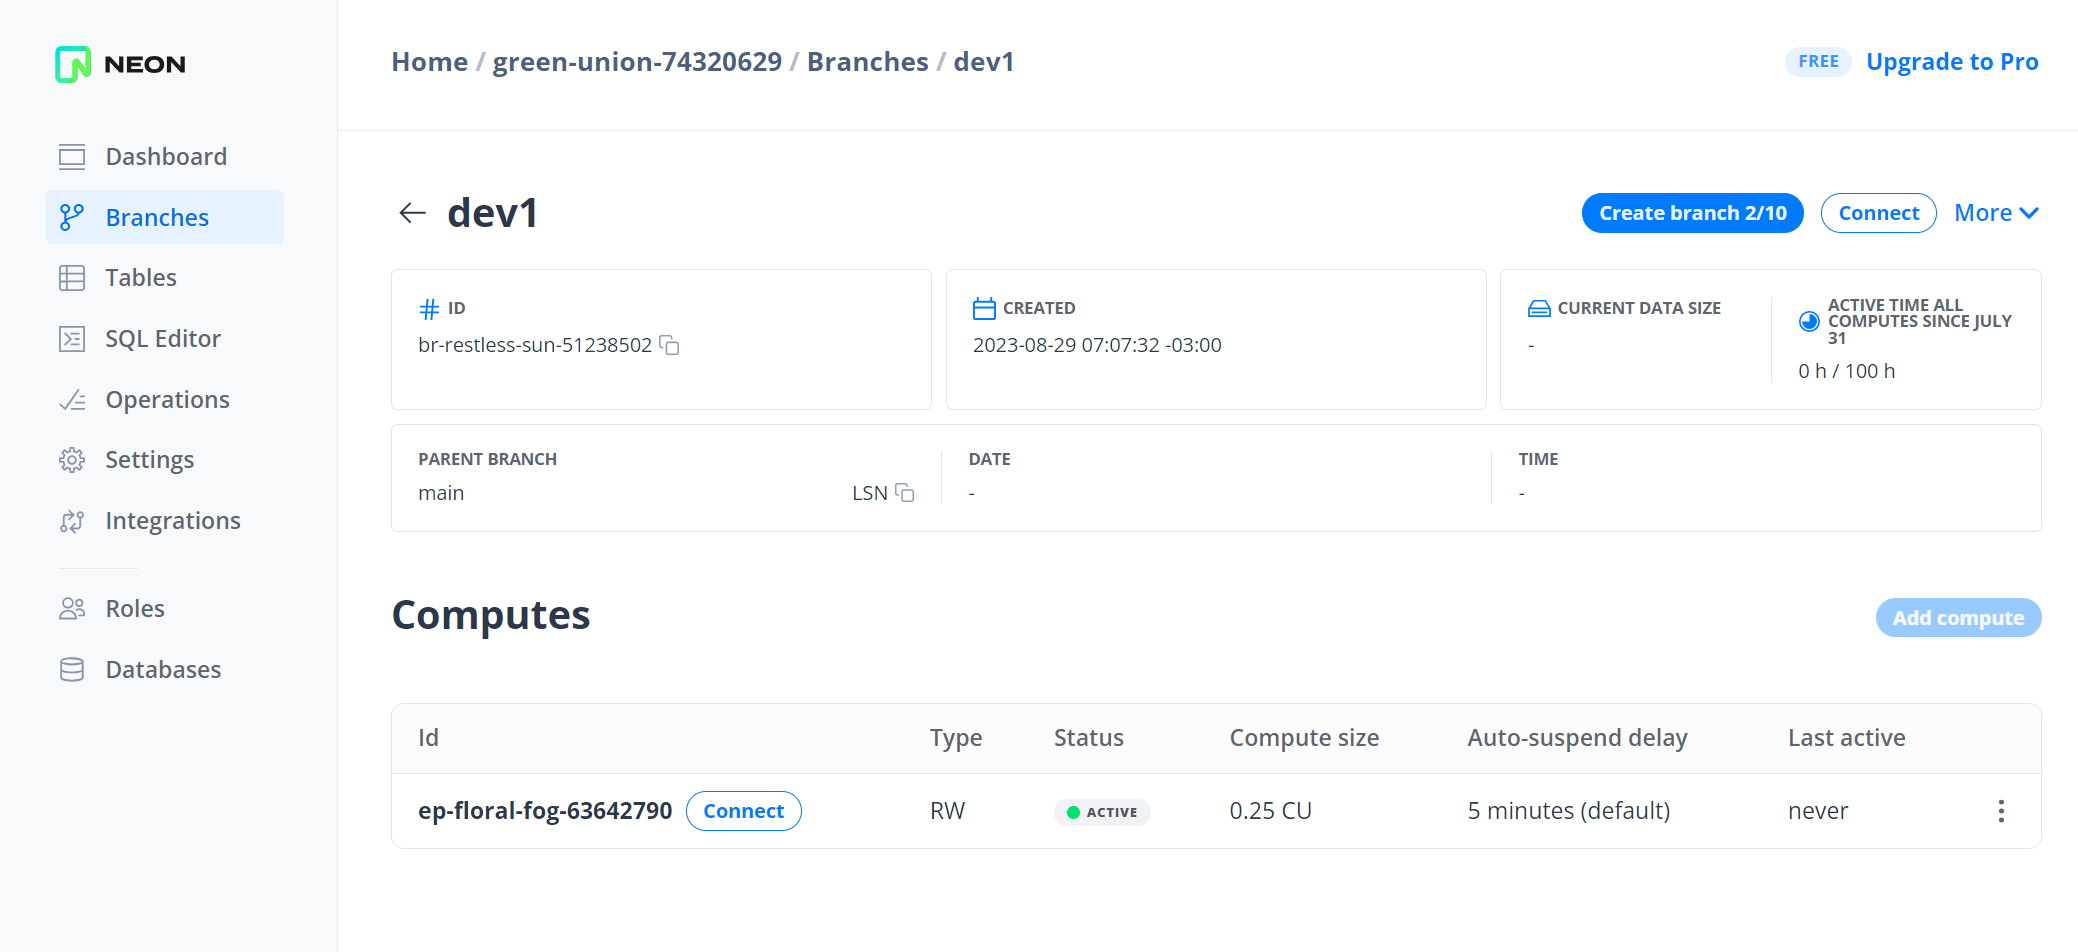 NEON
Home / green-union-74320629 / Branches / dev1
FREE
Upgrade to Pro
Dashboard
Branches
Tables
SQL Editor
Operations
Settings
Integrations
Roles
Databases
dev1
Create branch 2/10
Connect
More
ID
br-restless-sun-51238502
CREATED
2023-08-29 07:07:32 -03:00
CURRENT DATA SIZE
-
ACTIVE TIME ALL
COMPUTES SINCE JULY
31
0 h / 100 h
PARENT BRANCH
main
LSN
DATE
-
TIME
-
Computes
Add compute
Id Type Status Compute size Auto-suspend delay Last active
ep-floral-fog-63642790 Connect RW ACTIVE 0.25 CU 5 minutes (default) never